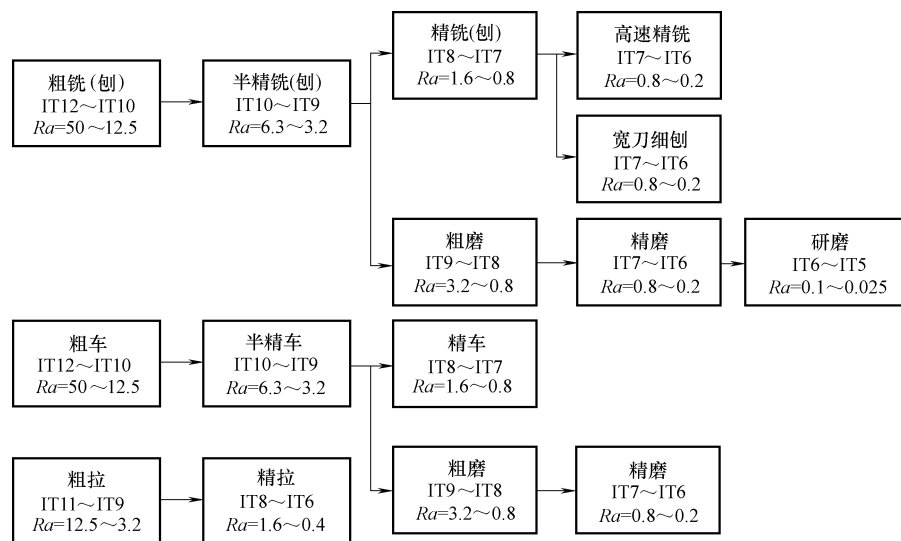 粗铣(刨)
IT12～IT10
Ra=50～12.5
半精铣(刨)
IT10～IT9
Ra=6.3～3.2
精铣(刨)
IT8～IT7
Ra=1.6～0.8
高速精铣
IT7～IT6
Ra=0.8～0.2
宽刀细刨
IT7～IT6
Ra=0.8～0.2
粗磨
IT9～IT8
Ra=3.2～0.8
精磨
IT7～IT6
Ra=0.8～0.2
研磨
IT6～IT5
Ra=0.1～0.025
粗车
IT12～IT10
Ra=50～12.5
半精车
IT10～IT9
Ra=6.3～3.2
精车
IT8～IT7
Ra=1.6～0.8
粗拉
IT11～IT9
Ra=12.5～3.2
精拉
IT8～IT6
Ra=1.6～0.4
粗磨
IT9～IT8
Ra=3.2～0.8
精磨
IT7～IT6
Ra=0.8～0.2